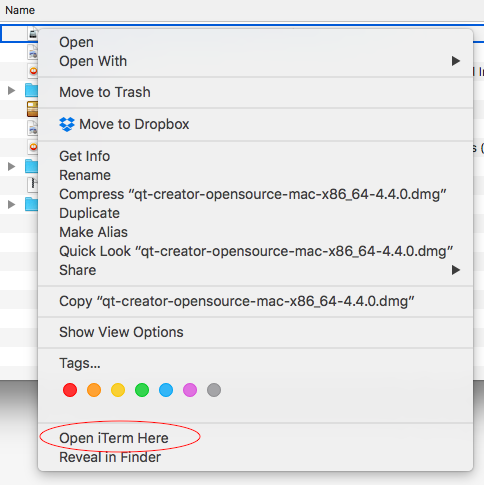 Name
Open
Open With
Move to Trash
Move to Dropbox
Get Info
Rename
Compress “qt-creator-opensource-mac-x86_64-4.4.0.dmg”
Duplicate
Make Alias
Quick Look “qt-creator-opensource-mac-x86_64-4.4.0.dmg”
Share
Copy “qt-creator-opensource-mac-x86_64-4.4.0.dmg”
Show View Options
Tags...
Open iTerm Here
Reveal in Finder